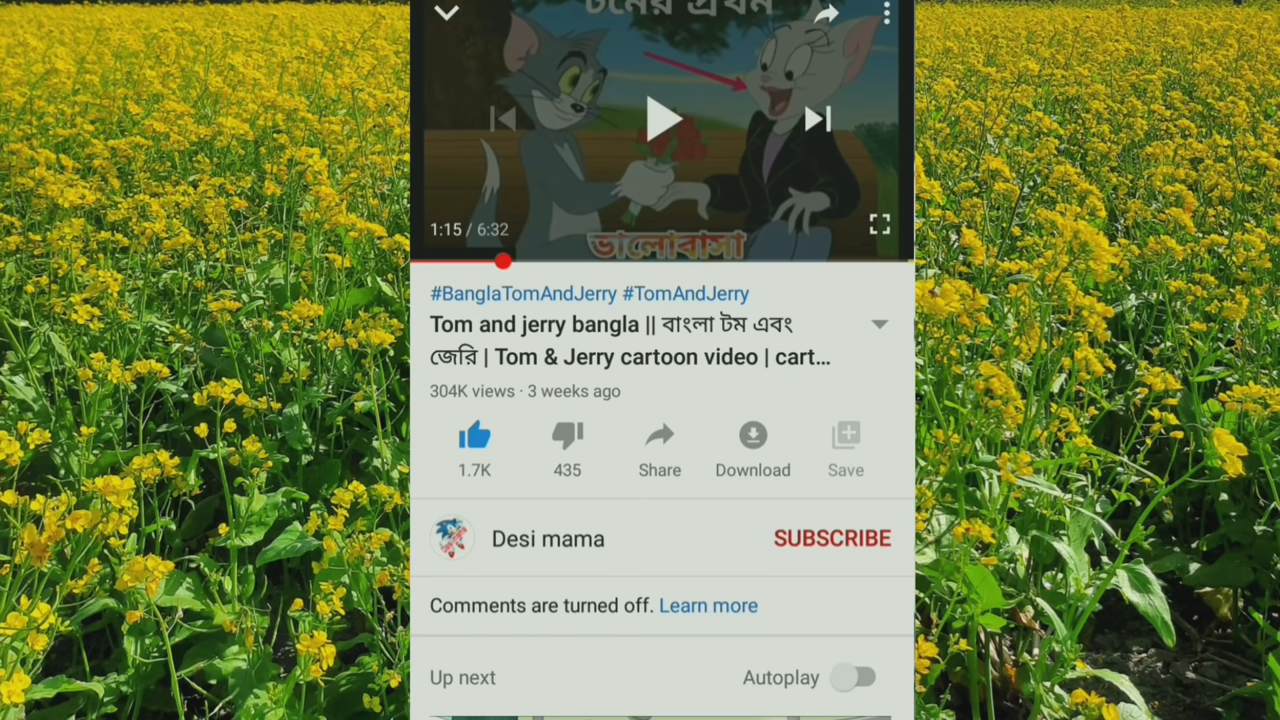 টমের প্রথম
1:15 / 6:32
ভালোবাসা
#BanglaTomAndJerry #TomAndJerry
Tom and jerry bangla || বাংলা টম এবং
জেরি | Tom & Jerry cartoon video | cart...
304K views · 3 weeks ago
1.7K
435
Share
Download
Save
Desi mama
SUBSCRIBE
Comments are turned off. Learn more
Up next
Autoplay